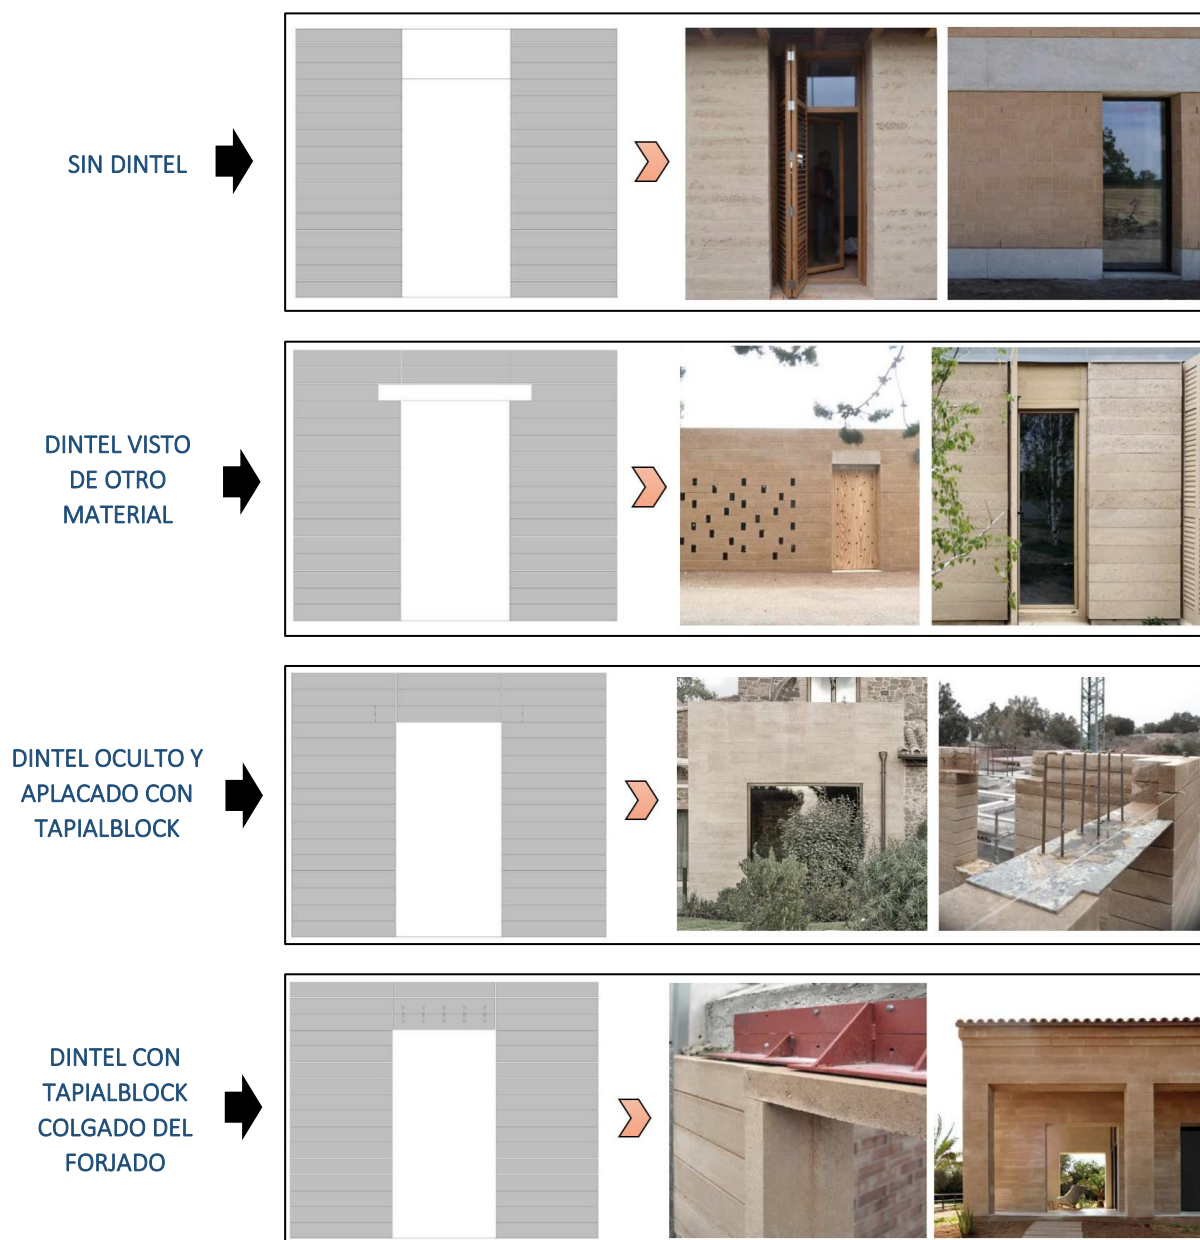 SIN DINTEL
DINTEL VISTO
DE OTRO
MATERIAL
DINTEL OCULTO Y
APLACADO CON
TAPIALBLOCK
DINTEL CON
TAPIALBLOCK
COLGADO DEL
FORJADO